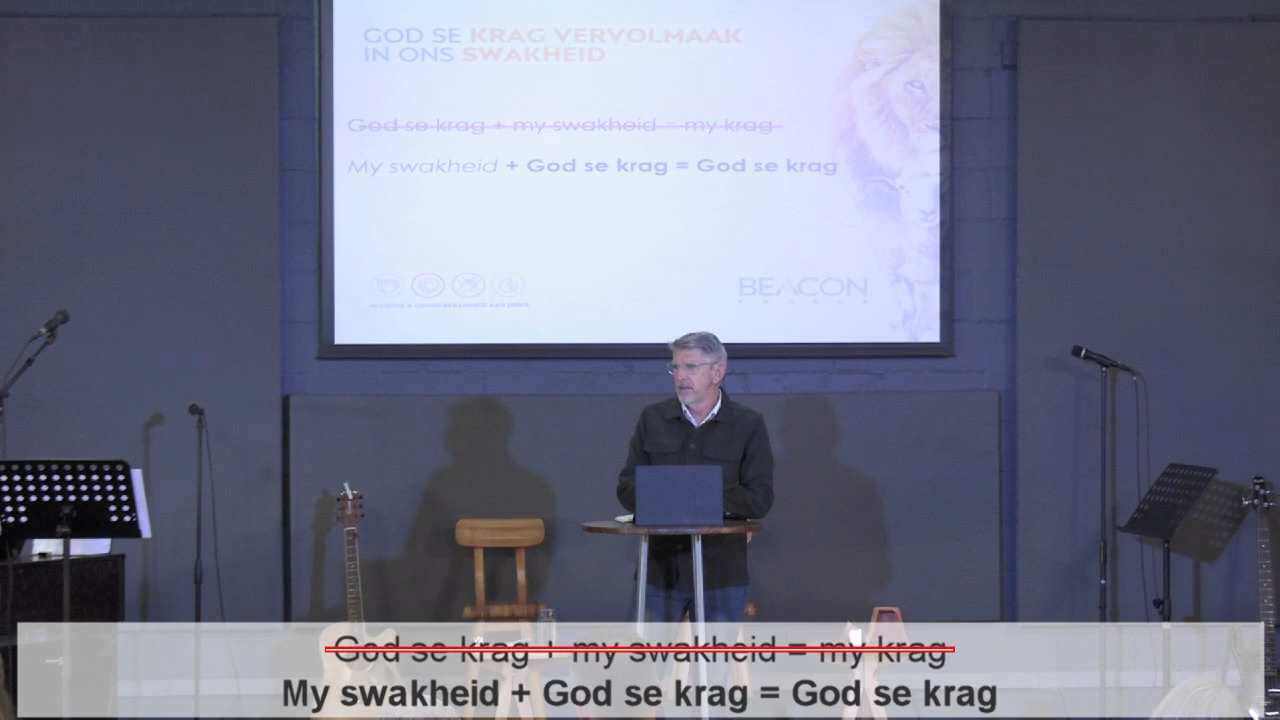 GOD SE KRAG VERVOLMAAK
IN ONS SWAKHEID
God se krag + my swakheid = my krag
My swakheid + God se krag = God se krag
BEACON
CHURCH
God se krag + my swakheid = my krag
My swakheid + God se krag = God se krag